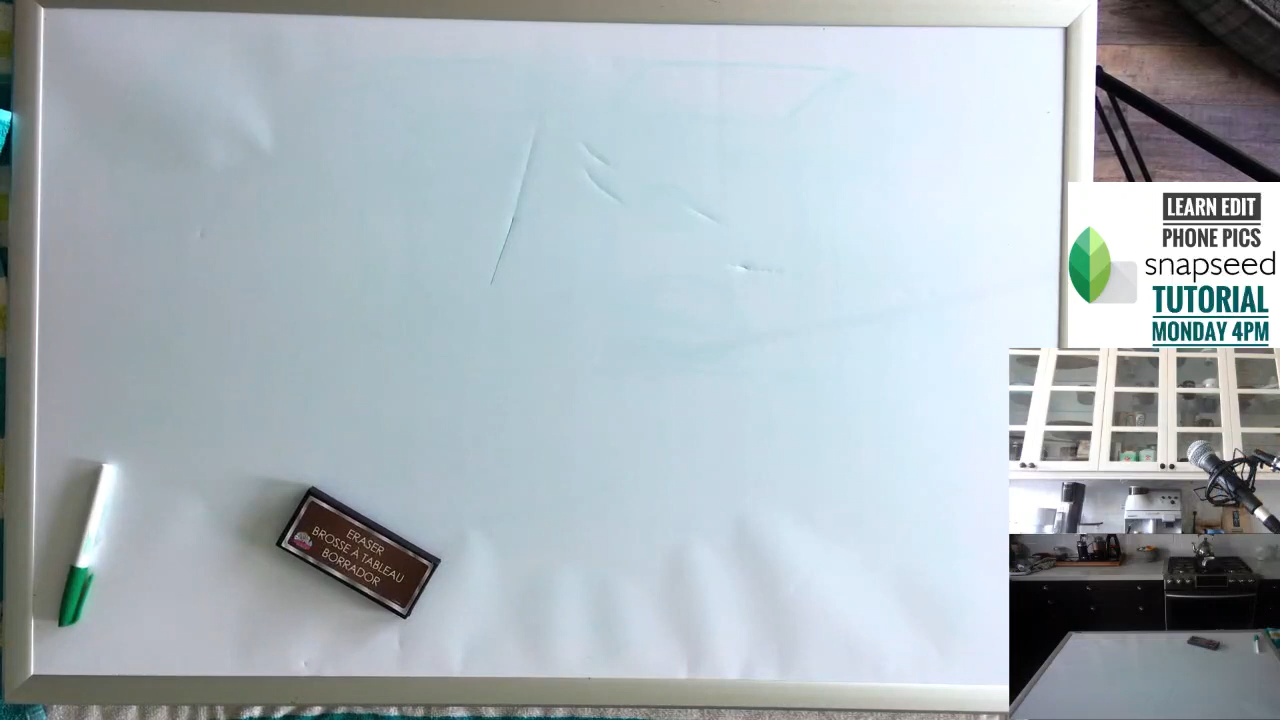 LEARN EDIT
PHONE PICS
snapseed
TUTORIAL
MONDAY 4PM
ERASER
BROSSE À TABLEAU
BORRADOR